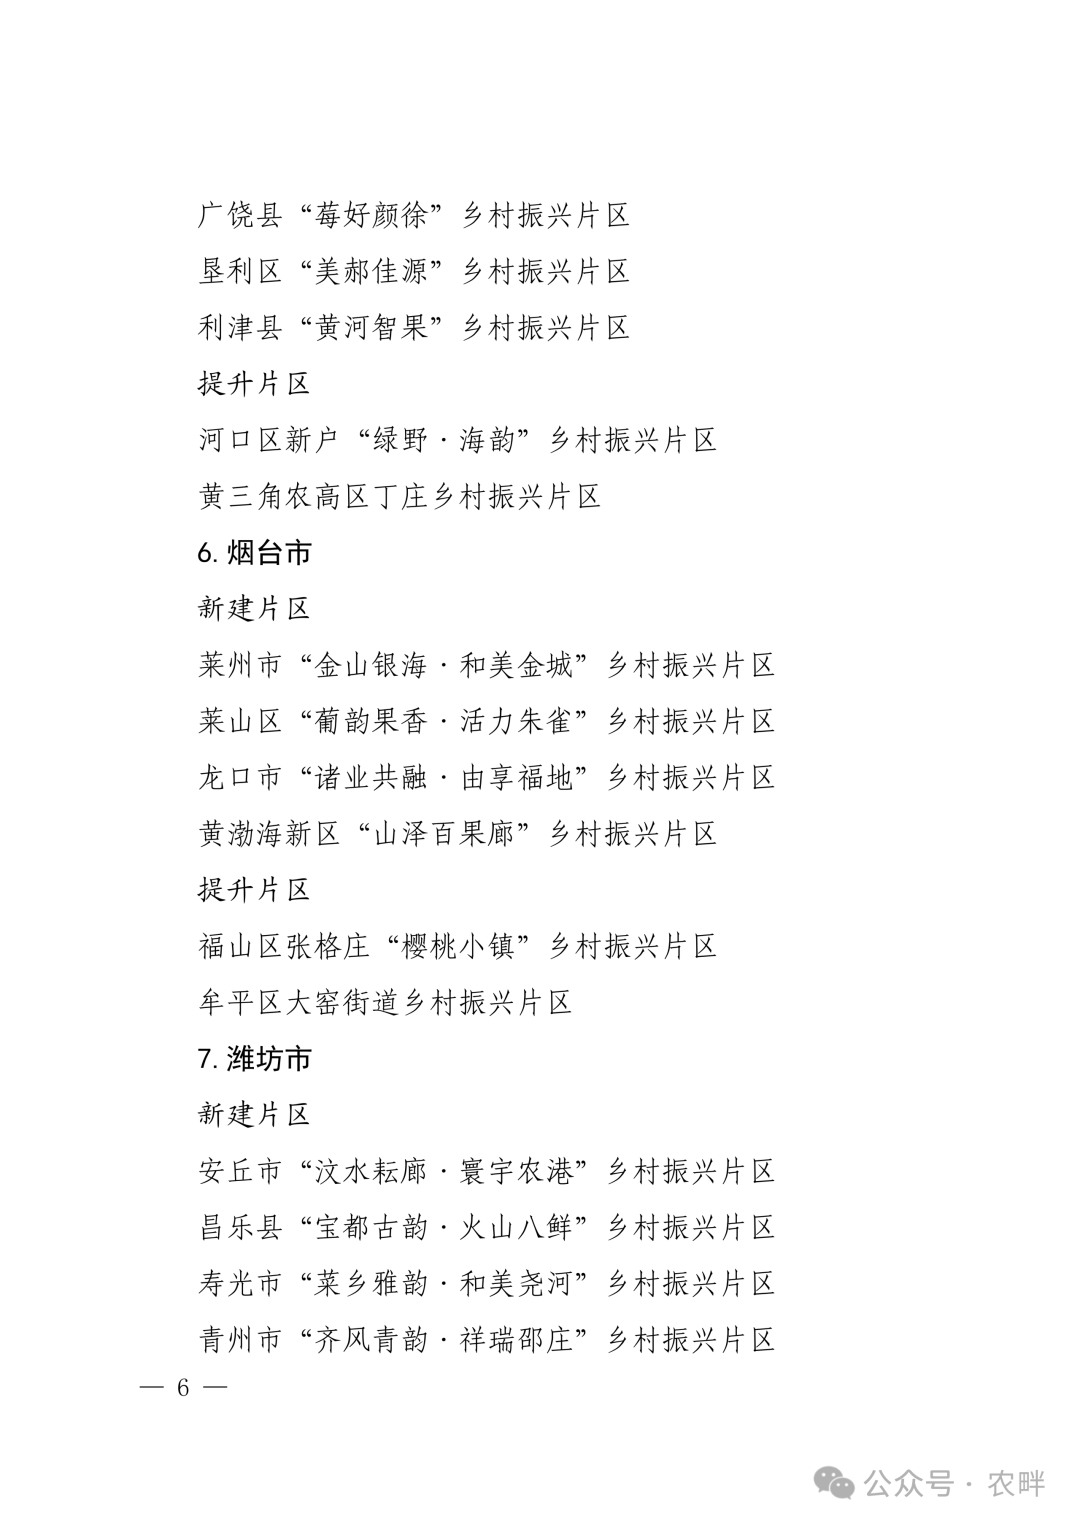 广饶县“莓好颜徐”乡村振兴片区
垦利区“美郝佳源”乡村振兴片区
利津县“黄河智果”乡村振兴片区
提升片区
河口区新户“绿野·海韵”乡村振兴片区
黄三角农高区丁庄乡村振兴片区
6.烟台市
新建片区
莱州市“金山银海·和美金城”乡村振兴片区
莱山区“葡韵果香·活力朱雀”乡村振兴片区
龙口市“诸业共融·由享福地”乡村振兴片区
黄渤海新区“山泽百果廊”乡村振兴片区
提升片区
福山区张格庄“樱桃小镇”乡村振兴片区
牟平区大窑街道乡村振兴片区
7.潍坊市
新建片区
安丘市“汶水耘廊·寰宇农港”乡村振兴片区
昌乐县“宝都古韵·火山八鲜”乡村振兴片区
寿光市“菜乡雅韵·和美尧河”乡村振兴片区
青州市“齐风青韵·祥瑞邵庄”乡村振兴片区
— 6 —
公众号·农畔